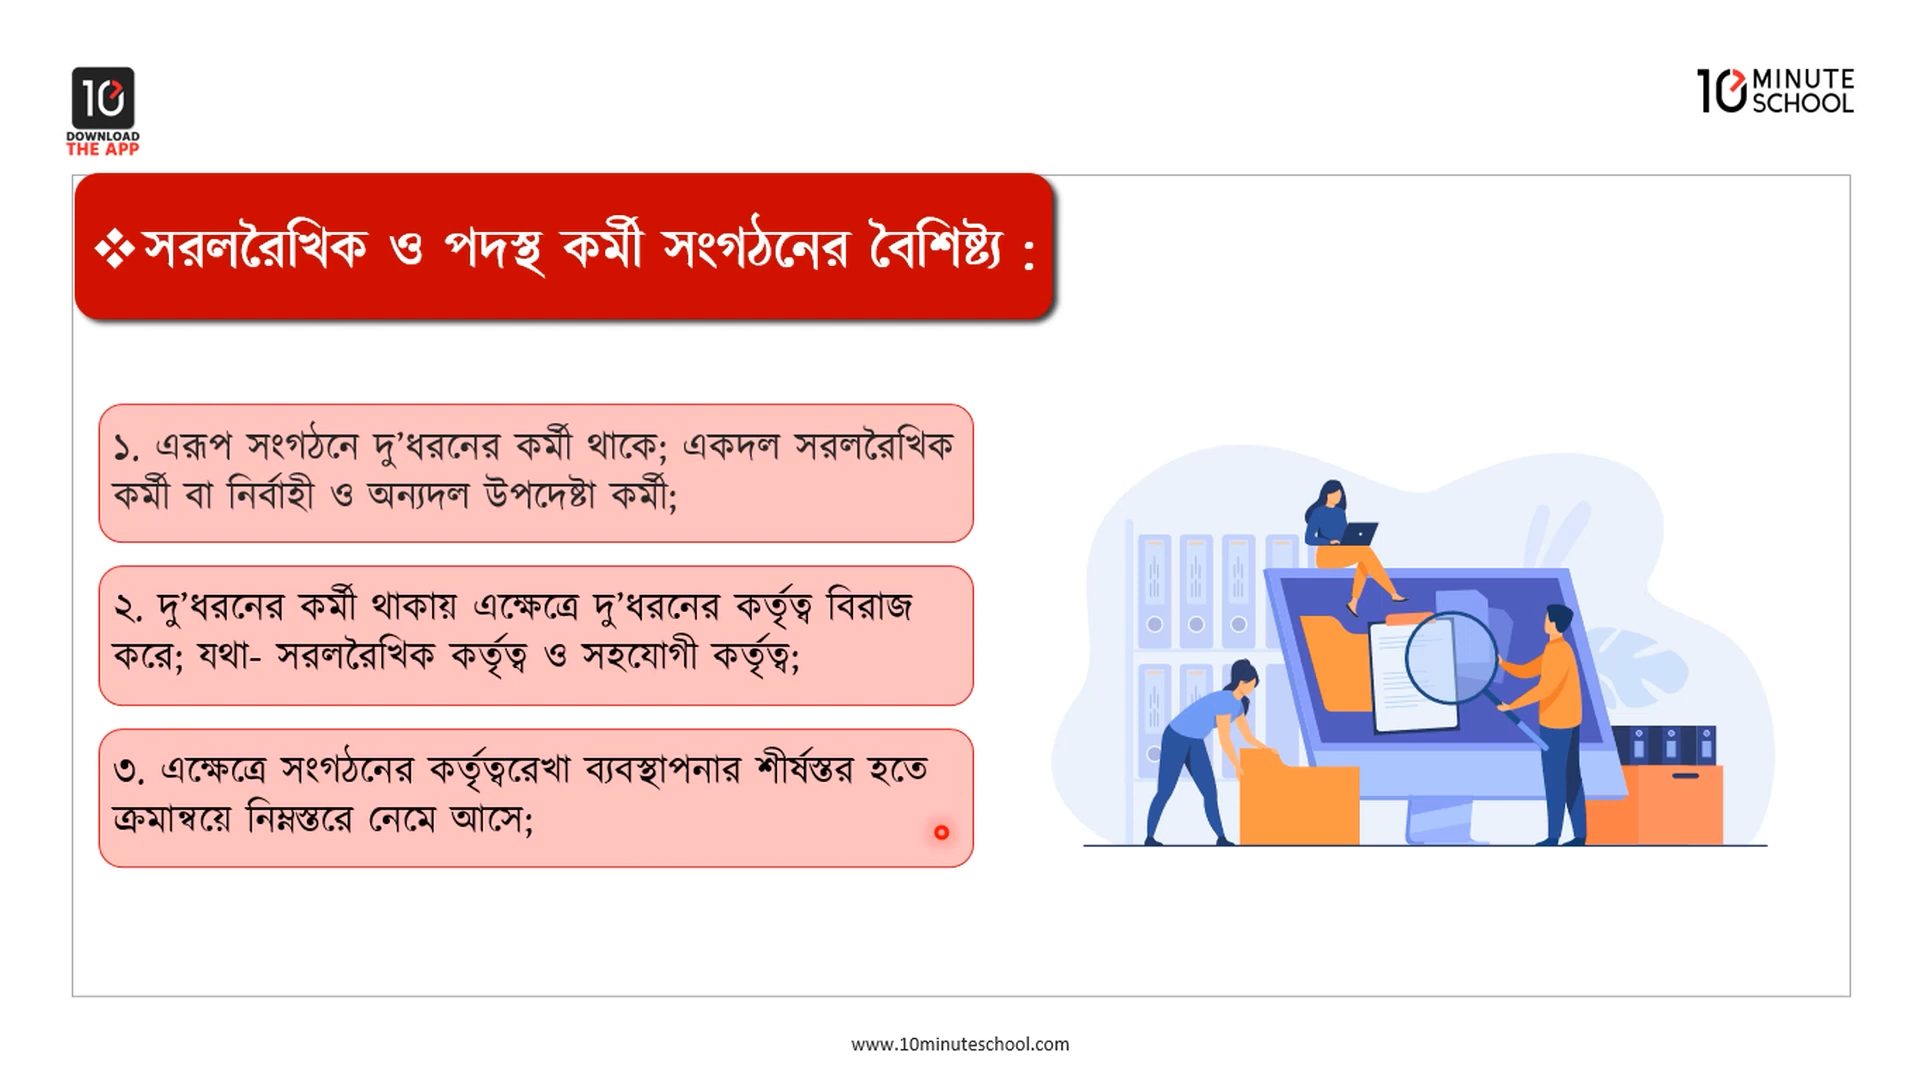 10
DOWNLOAD
THE APP
10 MINUTE
SCHOOL
❖সরলরৈখিক ও পদস্থ কর্মী সংগঠনের বৈশিষ্ট্য :
১. এরূপ সংগঠনে দু’ধরনের কর্মী থাকে; একদল সরলরৈখিক
কর্মী বা নির্বাহী ও অন্যদল উপদেষ্টা কর্মী;
২. দু’ধরনের কর্মী থাকায় এক্ষেত্রে দু’ধরনের কর্তৃত্ব বিরাজ
করে; যথা- সরলরৈখিক কর্তৃত্ব ও সহযোগী কর্তৃত্ব;
৩. এক্ষেত্রে সংগঠনের কর্তৃত্বরেখা ব্যবস্থাপনার শীর্ষস্তর হতে
ক্রমান্বয়ে নিম্নস্তরে নেমে আসে;
www.10minuteschool.com